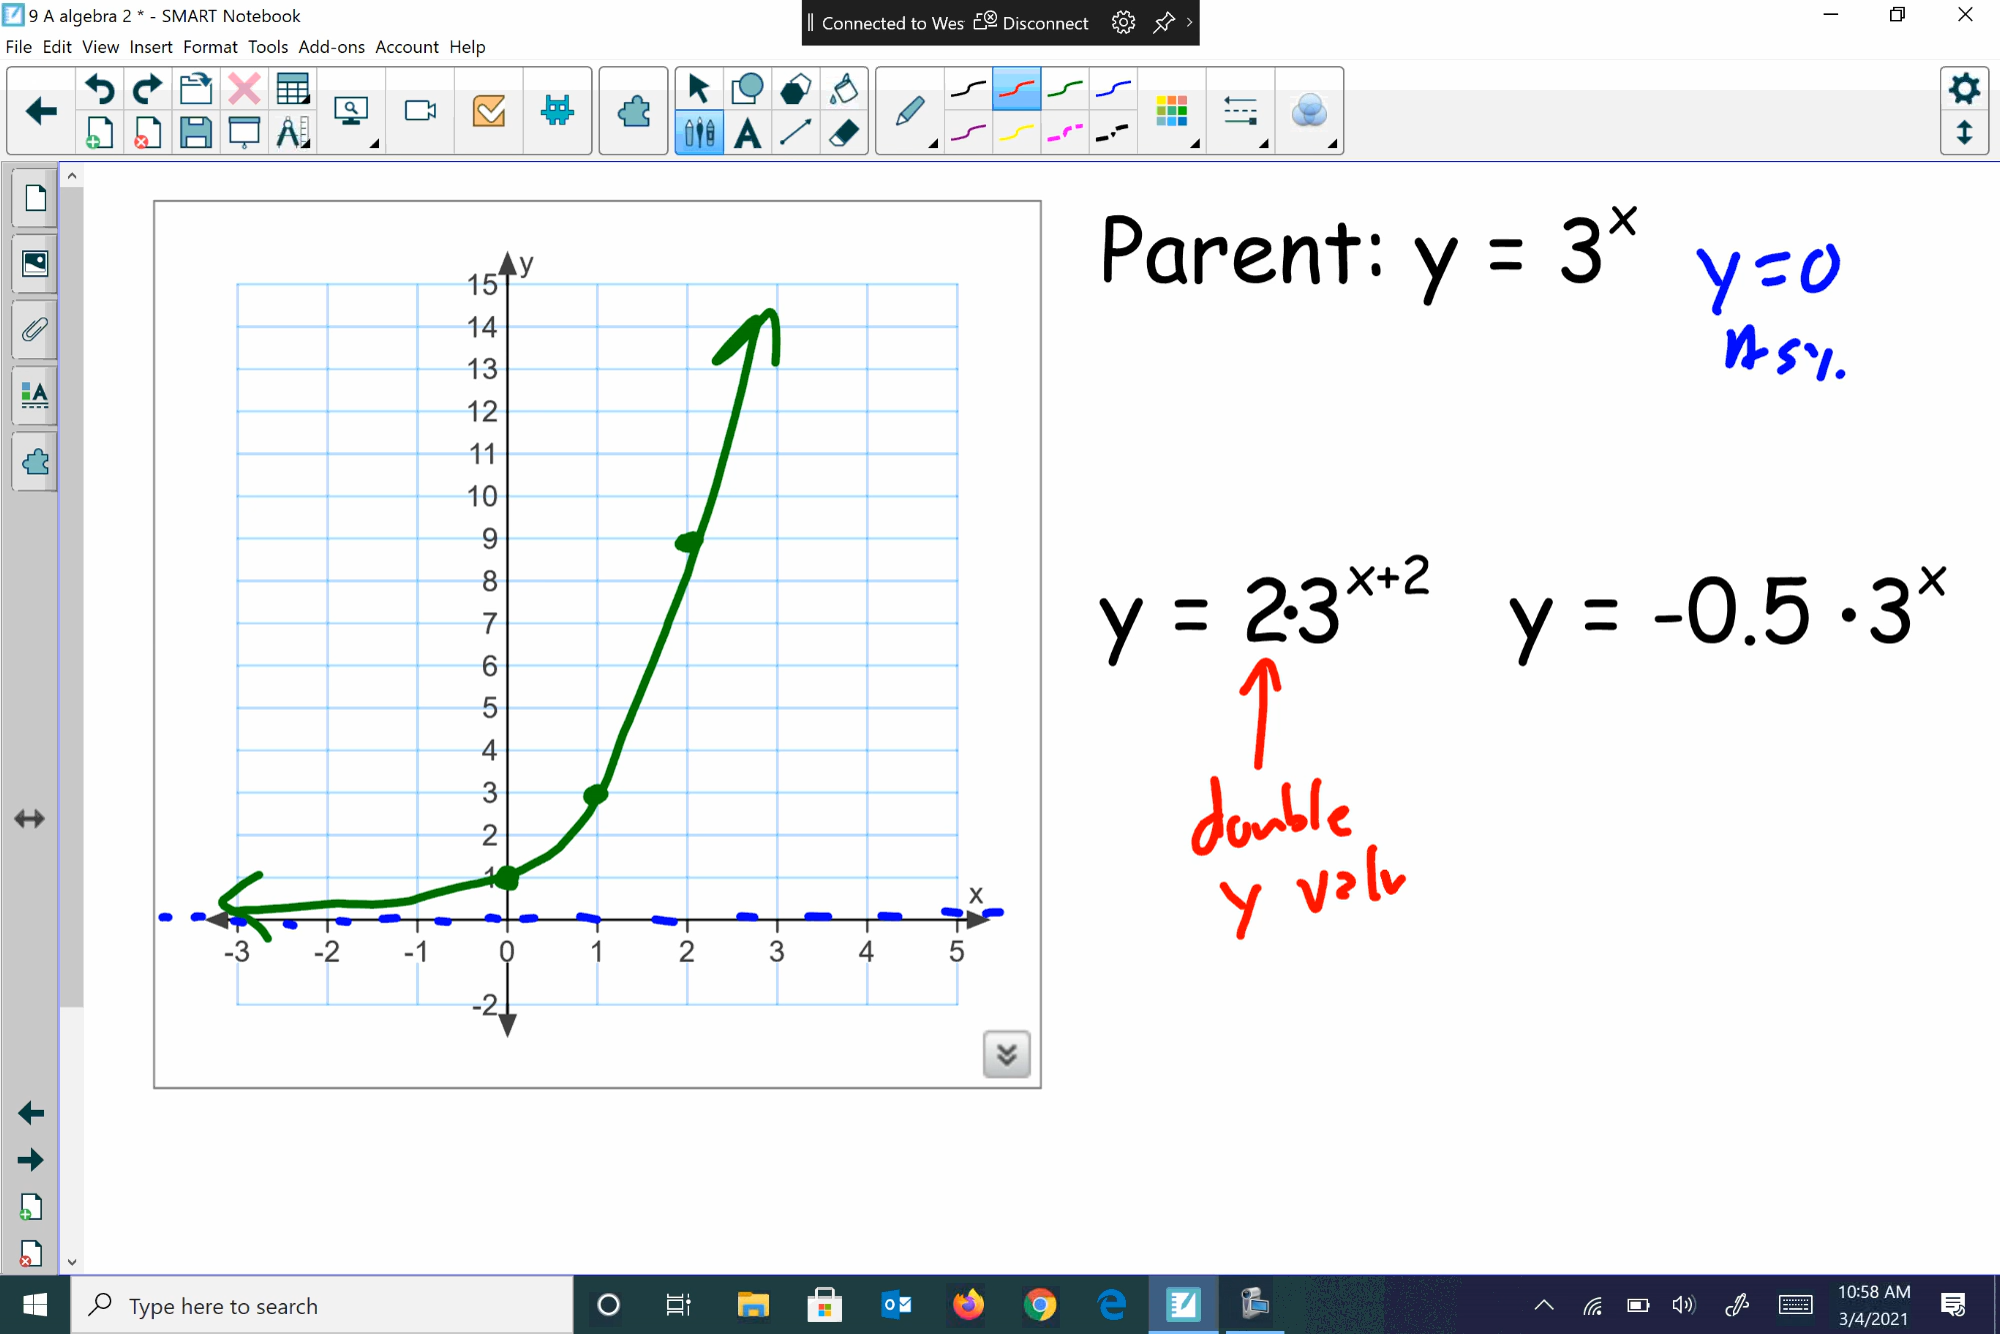 9 A algebra 2 * - SMART Notebook
Connected to Wes Disconnect
File Edit View Insert Format Tools Add-ons Account Help
Parent: y = 3^x
y=0
Asy.
y
15
14
13
12
11
10
9
8
7
6
5
4
3
2
1
x
-3 -2 -1 0 1 2 3 4 5
-2
y = 2·3^x+2 y = -0.5 ·3^x
double
y valu
Type here to search
10:58 AM
3/4/2021